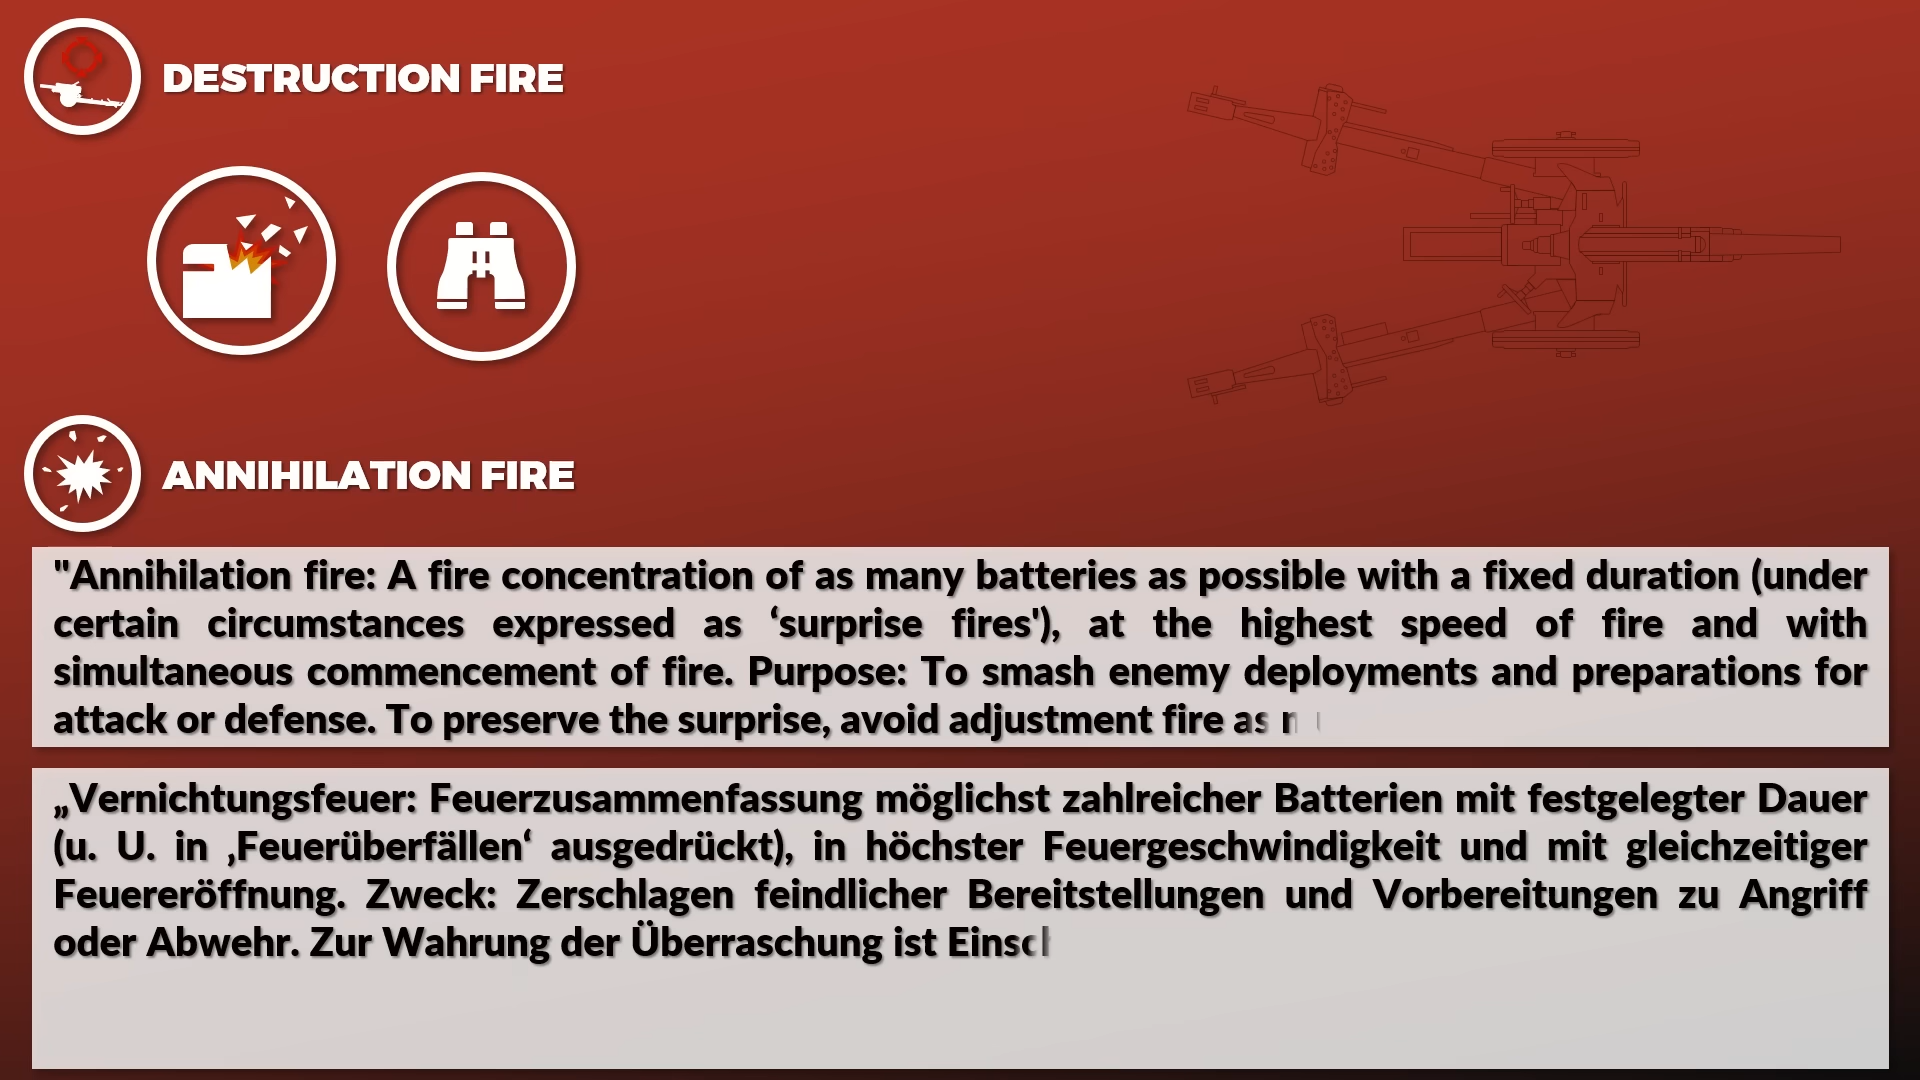 DESTRUCTION FIRE
ANNIHILATION FIRE
"Annihilation fire: A fire concentration of as many batteries as possible with a fixed duration (under
certain circumstances expressed as ‘surprise fires'), at the highest speed of fire and with
simultaneous commencement of fire. Purpose: To smash enemy deployments and preparations for
attack or defense. To preserve the surprise, avoid adjustment fire as
„Vernichtungsfeuer: Feuerzusammenfassung möglichst zahlreicher Batterien mit festgelegter Dauer
(u. U. in ‚Feuerüberfällen‘ ausgedrückt), in höchster Feuergeschwindigkeit und mit gleichzeitiger
Feuereröffnung. Zweck: Zerschlagen feindlicher Bereitstellungen und Vorbereitungen zu Angriff
oder Abwehr. Zur Wahrung der Überraschung ist